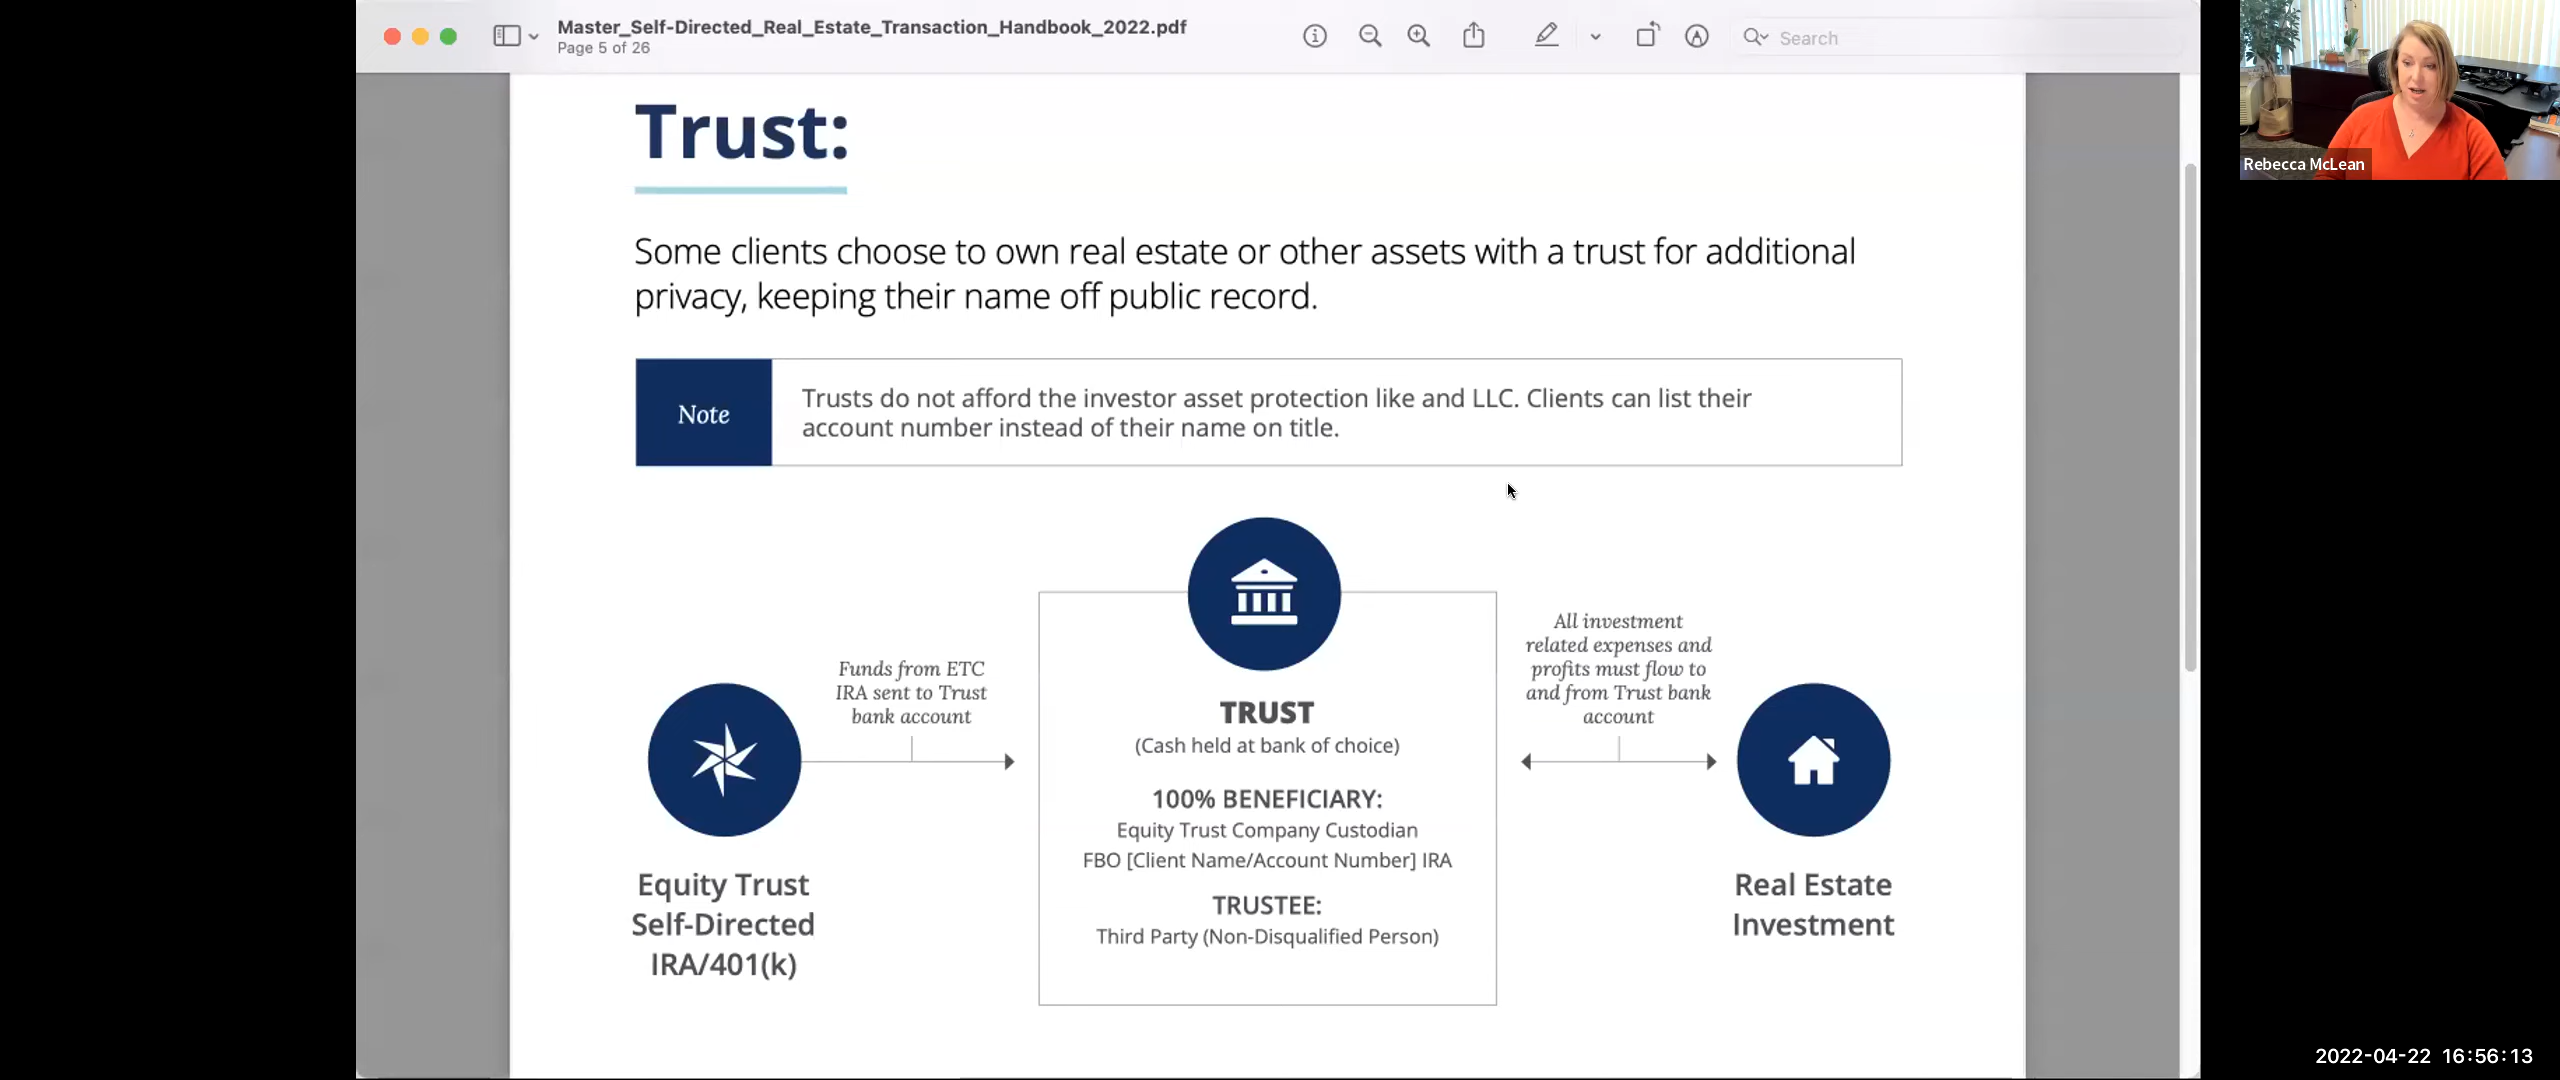 Master_Self-Directed_Real_Estate_Transaction_Handbook_2022.pdf
Page 5 of 26
Search
Rebecca McLean
Trust:
Some clients choose to own real estate or other assets with a trust for additional
privacy, keeping their name off public record.
Note
Trusts do not afford the investor asset protection like and LLC. Clients can list their
account number instead of their name on title.
Funds from ETC
IRA sent to Trust
bank account
All investment
related expenses and
profits must flow to
and from Trust bank
account
TRUST
(Cash held at bank of choice)
100% BENEFICIARY:
Equity Trust Company Custodian
FBO [Client Name/Account Number] IRA
TRUSTEE:
Third Party (Non-Disqualified Person)
Equity Trust
Self-Directed
IRA/401(k)
Real Estate
Investment
2022-04-22 16:56:13